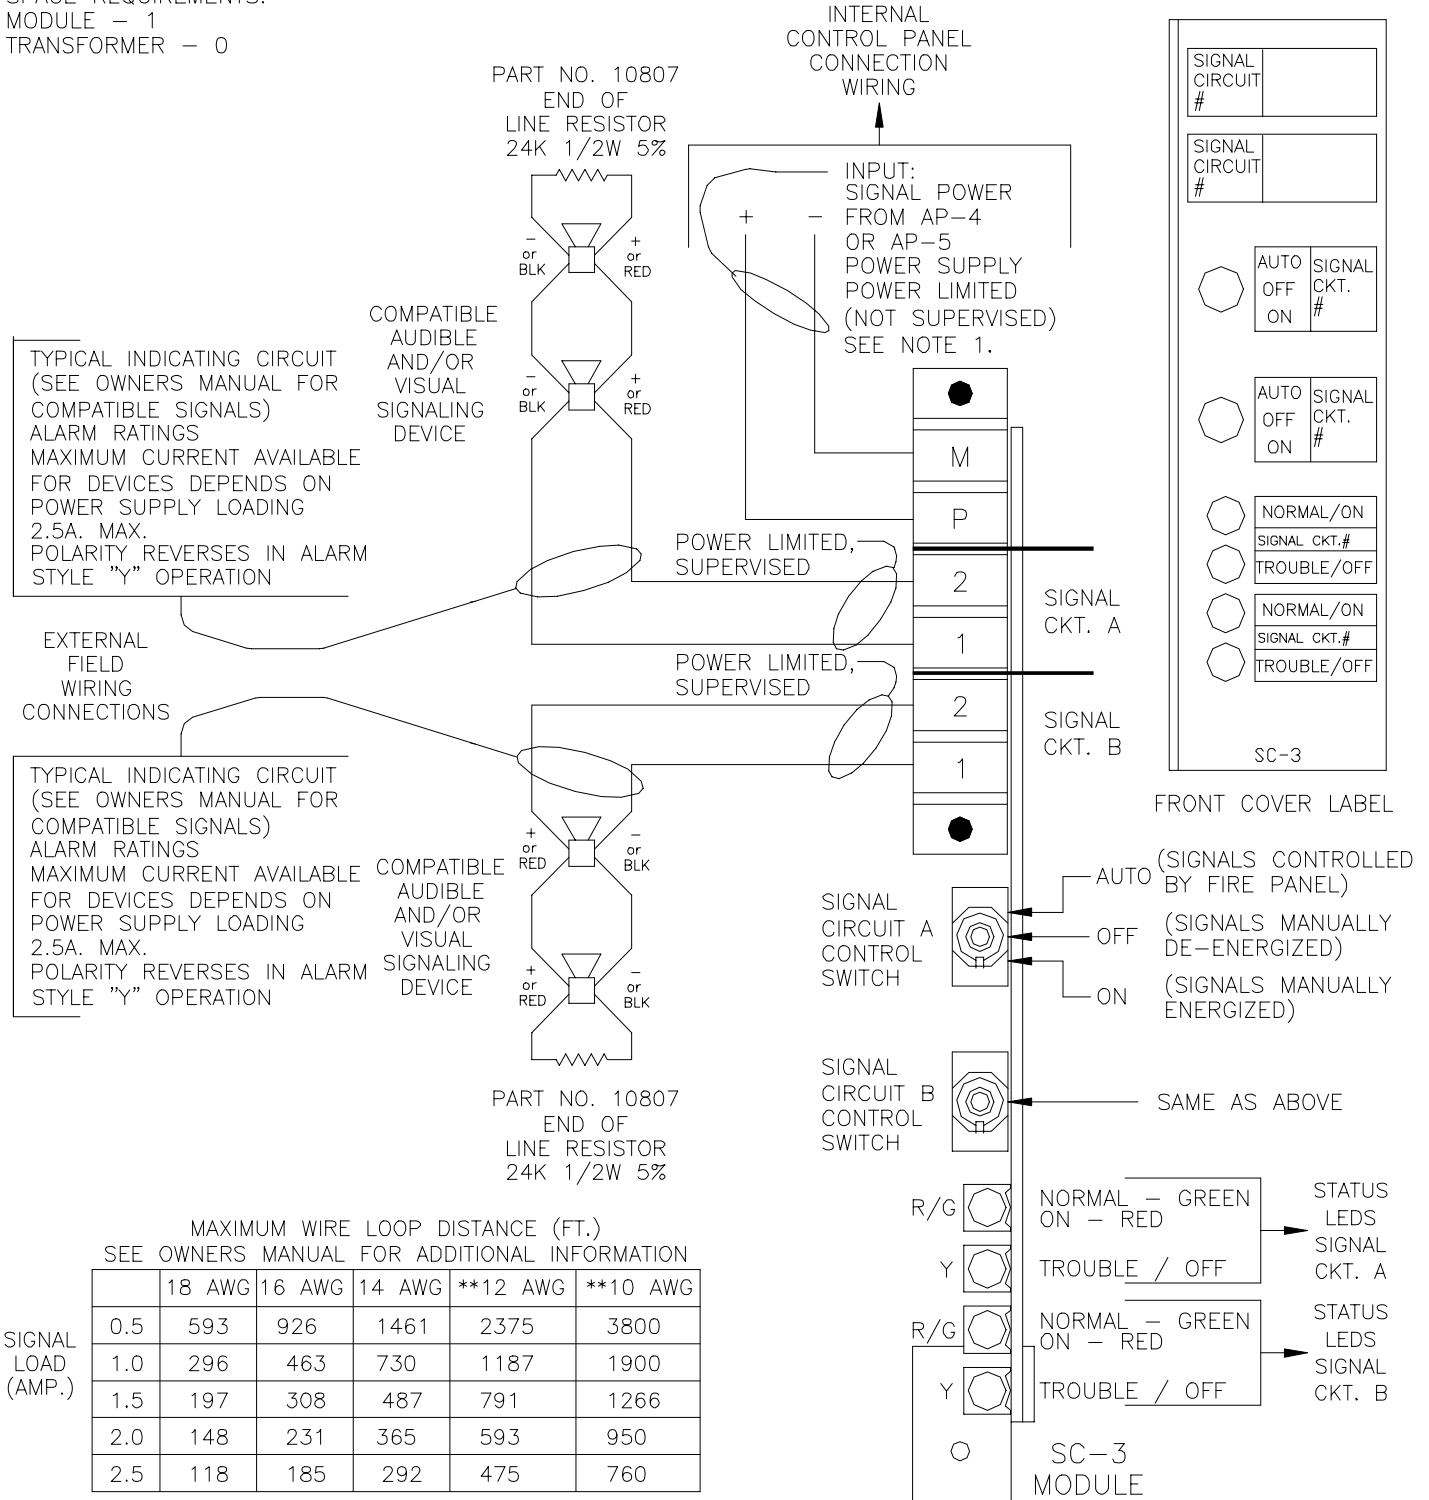 SPACE REQUIREMENTS:
MODULE – 1
TRANSFORMER – 0
PART NO. 10807
END OF
LINE RESISTOR
24K 1/2W 5%
INTERNAL
CONTROL PANEL
CONNECTION
WIRING
INPUT:
SIGNAL POWER
FROM AP–4
OR AP–5
POWER SUPPLY
POWER LIMITED
(NOT SUPERVISED)
SEE NOTE 1.
+
–
–
or
BLK
+
or
RED
–
or
BLK
+
or
RED
COMPATIBLE
AUDIBLE
AND/OR
VISUAL
SIGNALING
DEVICE
TYPICAL INDICATING CIRCUIT
(SEE OWNERS MANUAL FOR
COMPATIBLE SIGNALS)
ALARM RATINGS
MAXIMUM CURRENT AVAILABLE
FOR DEVICES DEPENDS ON
POWER SUPPLY LOADING
2.5A. MAX.
POLARITY REVERSES IN ALARM
STYLE "Y" OPERATION
EXTERNAL
FIELD
WIRING
CONNECTIONS
POWER LIMITED,
SUPERVISED
POWER LIMITED,
SUPERVISED
M
P
2
1
2
1
SIGNAL
CKT. A
SIGNAL
CKT. B
TYPICAL INDICATING CIRCUIT
(SEE OWNERS MANUAL FOR
COMPATIBLE SIGNALS)
ALARM RATINGS
MAXIMUM CURRENT AVAILABLE
FOR DEVICES DEPENDS ON
POWER SUPPLY LOADING
2.5A. MAX.
POLARITY REVERSES IN ALARM
STYLE "Y" OPERATION
COMPATIBLE
AUDIBLE
AND/OR
VISUAL
SIGNALING
DEVICE
+
or
RED
–
or
BLK
+
or
RED
–
or
BLK
PART NO. 10807
END OF
LINE RESISTOR
24K 1/2W 5%
SIGNAL
CIRCUIT
#
SIGNAL
CIRCUIT
#
AUTO
OFF
ON
SIGNAL
CKT.
#
AUTO
OFF
ON
SIGNAL
CKT.
#
NORMAL/ON
SIGNAL CKT.#
TROUBLE/OFF
NORMAL/ON
SIGNAL CKT.#
TROUBLE/OFF
SC–3
FRONT COVER LABEL
SIGNAL
CIRCUIT A
CONTROL
SWITCH
AUTO (SIGNALS CONTROLLED
BY FIRE PANEL)
OFF (SIGNALS MANUALLY
DE–ENERGIZED)
ON (SIGNALS MANUALLY
ENERGIZED)
SIGNAL
CIRCUIT B
CONTROL
SWITCH
SAME AS ABOVE
R/G
NORMAL – GREEN
ON – RED
Y
TROUBLE / OFF
STATUS
LEDS
SIGNAL
CKT. A
R/G
NORMAL – GREEN
ON – RED
Y
TROUBLE / OFF
STATUS
LEDS
SIGNAL
CKT. B
SC–3
MODULE
MAXIMUM WIRE LOOP DISTANCE (FT.)
SEE OWNERS MANUAL FOR ADDITIONAL INFORMATION
18 AWG 16 AWG 14 AWG **12 AWG **10 AWG
SIGNAL
LOAD
(AMP.)
0.5 593 926 1461 2375 3800
1.0 296 463 730 1187 1900
1.5 197 308 487 791 1266
2.0 148 231 365 593 950
2.5 118 185 292 475 760